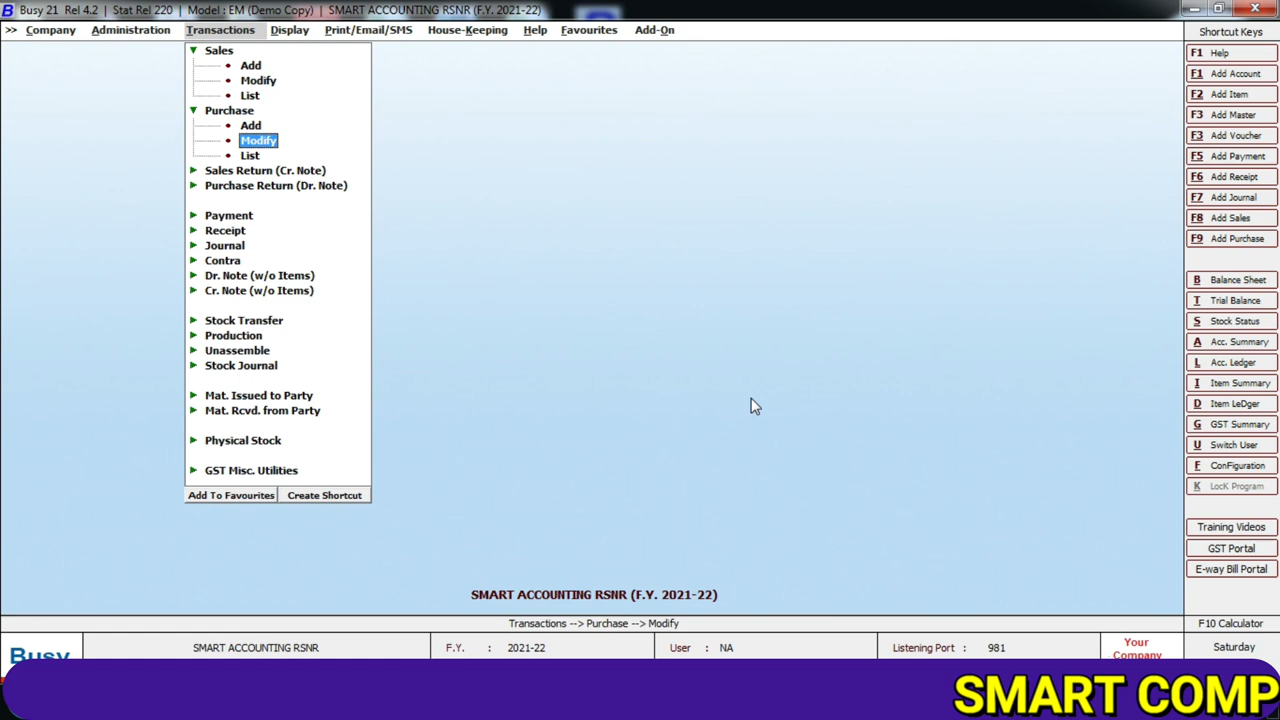 Busy 21 Rel 4.2 | Stat Rel 220 | Model : EM (Demo Copy) | SMART ACCOUNTING RSNR (F.Y. 2021-22)
>> Company Administration Transactions Display Print/Email/SMS House-Keeping Help Favourites Add-On
Sales
Add
Modify
List
Purchase
Add
Modify
List
Sales Return (Cr. Note)
Purchase Return (Dr. Note)
Payment
Receipt
Journal
Contra
Dr. Note (w/o Items)
Cr. Note (w/o Items)
Stock Transfer
Production
Unassemble
Stock Journal
Mat. Issued to Party
Mat. Rcvd. from Party
Physical Stock
GST Misc. Utilities
Add To Favourites Create Shortcut
Shortcut Keys
F1 Help
F1 Add Account
F2 Add Item
F3 Add Master
F3 Add Voucher
F5 Add Payment
F6 Add Receipt
F7 Add Journal
F8 Add Sales
F9 Add Purchase
B Balance Sheet
T Trial Balance
S Stock Status
A Acc. Summary
L Acc. Ledger
I Item Summary
D Item LeDger
G GST Summary
U Switch User
F ConFiguration
K LocK Program
Training Videos
GST Portal
E-way Bill Portal
SMART ACCOUNTING RSNR (F.Y. 2021-22)
Transactions --> Purchase --> Modify
F10 Calculator
Busy SMART ACCOUNTING RSNR F.Y. : 2021-22 User : NA Listening Port : 981
Your
Company
Saturday
SMART COMP